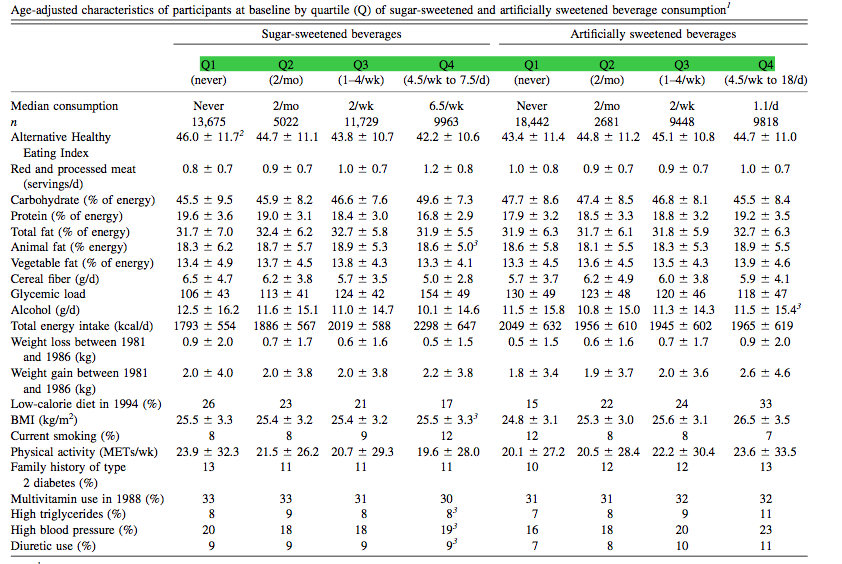 Age-adjusted characteristics of participants at baseline by quartile (Q) of sugar-sweetened and artificially sweetened beverage consumption¹
Sugar-sweetened beverages Artificially sweetened beverages
Q1 Q2 Q3 Q4 Q1 Q2 Q3 Q4
(never) (2/mo) (1–4/wk) (4.5/wk to 7.5/d) (never) (2/mo) (1–4/wk) (4.5/wk to 18/d)
Median consumption Never 2/mo 2/wk 6.5/wk Never 2/mo 2/wk 1.1/d
n 13,675 5022 11,729 9963 18,442 2681 9448 9818
Alternative Healthy 46.0 ± 11.7² 44.7 ± 11.1 43.8 ± 10.7 42.2 ± 10.6 43.4 ± 11.4 44.8 ± 11.2 45.1 ± 10.8 44.7 ± 11.0
Eating Index
Red and processed meat 0.8 ± 0.7 0.9 ± 0.7 1.0 ± 0.7 1.2 ± 0.8 1.0 ± 0.8 0.9 ± 0.7 0.9 ± 0.7 1.0 ± 0.7
(servings/d)
Carbohydrate (% of energy) 45.5 ± 9.5 45.9 ± 8.2 46.6 ± 7.6 49.6 ± 7.3 47.7 ± 8.6 47.4 ± 8.5 46.8 ± 8.1 45.5 ± 8.4
Protein (% of energy) 19.6 ± 3.6 19.0 ± 3.1 18.4 ± 3.0 16.8 ± 2.9 17.9 ± 3.2 18.5 ± 3.3 18.8 ± 3.2 19.2 ± 3.5
Total fat (% of energy) 31.7 ± 7.0 32.4 ± 6.2 32.7 ± 5.8 31.9 ± 5.5 31.9 ± 6.3 31.7 ± 6.1 31.8 ± 5.9 32.7 ± 6.3
Animal fat (% of energy) 18.3 ± 6.2 18.7 ± 5.7 18.9 ± 5.3 18.6 ± 5.0³ 18.6 ± 5.8 18.1 ± 5.5 18.3 ± 5.3 18.9 ± 5.5
Vegetable fat (% of energy) 13.4 ± 4.9 13.7 ± 4.5 13.8 ± 4.3 13.3 ± 4.1 13.3 ± 4.5 13.6 ± 4.5 13.5 ± 4.3 13.9 ± 4.6
Cereal fiber (g/d) 6.5 ± 4.7 6.2 ± 3.8 5.7 ± 3.5 5.0 ± 2.8 5.7 ± 3.7 6.2 ± 4.9 6.0 ± 3.8 5.9 ± 4.1
Glycemic load 106 ± 43 113 ± 41 124 ± 42 154 ± 49 130 ± 49 123 ± 48 120 ± 46 118 ± 47
Alcohol (g/d) 12.5 ± 16.2 11.6 ± 15.1 11.0 ± 14.7 10.1 ± 14.6 11.5 ± 15.8 10.8 ± 15.0 11.3 ± 14.3 11.5 ± 15.4³
Total energy intake (kcal/d) 1793 ± 554 1886 ± 567 2019 ± 588 2298 ± 647 2049 ± 632 1956 ± 610 1945 ± 602 1965 ± 619
Weight loss between 1981 0.9 ± 2.0 0.7 ± 1.7 0.6 ± 1.6 0.5 ± 1.5 0.5 ± 1.5 0.6 ± 1.6 0.7 ± 1.7 0.9 ± 2.0
and 1986 (kg)
Weight gain between 1981 2.0 ± 4.0 2.0 ± 3.8 2.0 ± 3.8 2.2 ± 3.8 1.8 ± 3.4 1.9 ± 3.7 2.0 ± 3.6 2.6 ± 4.6
and 1986 (kg)
Low-calorie diet in 1994 (%) 26 23 21 17 15 22 24 33
BMI (kg/m²) 25.5 ± 3.3 25.4 ± 3.2 25.4 ± 3.2 25.5 ± 3.3³ 24.8 ± 3.1 25.3 ± 3.0 25.6 ± 3.1 26.5 ± 3.5
Current smoking (%) 8 8 9 12 12 8 8 7
Physical activity (METs/wk) 23.9 ± 32.3 21.5 ± 26.2 20.7 ± 29.3 19.6 ± 28.0 20.1 ± 27.2 20.5 ± 28.4 22.2 ± 30.4 23.6 ± 33.5
Family history of type 13 11 11 11 10 12 12 13
2 diabetes (%)
Multivitamin use in 1988 (%) 33 33 31 30 31 31 32 32
High triglycerides (%) 8 9 8 8³ 7 8 9 11
High blood pressure (%) 20 18 18 19³ 16 18 20 23
Diuretic use (%) 9 9 9 9³ 7 8 10 11